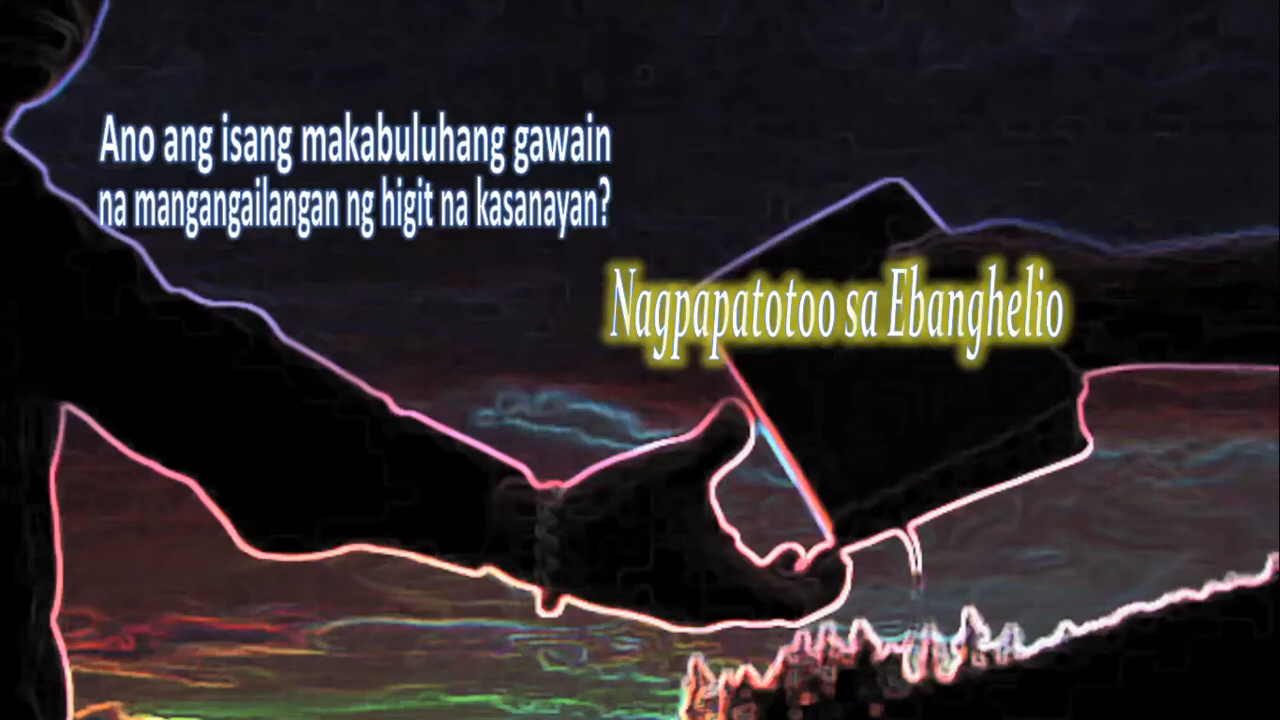 Ano ang isang makabuluhang gawain
na mangangailangan ng higit na kasanayan?
Nagpapatotoo sa Ebanghelio